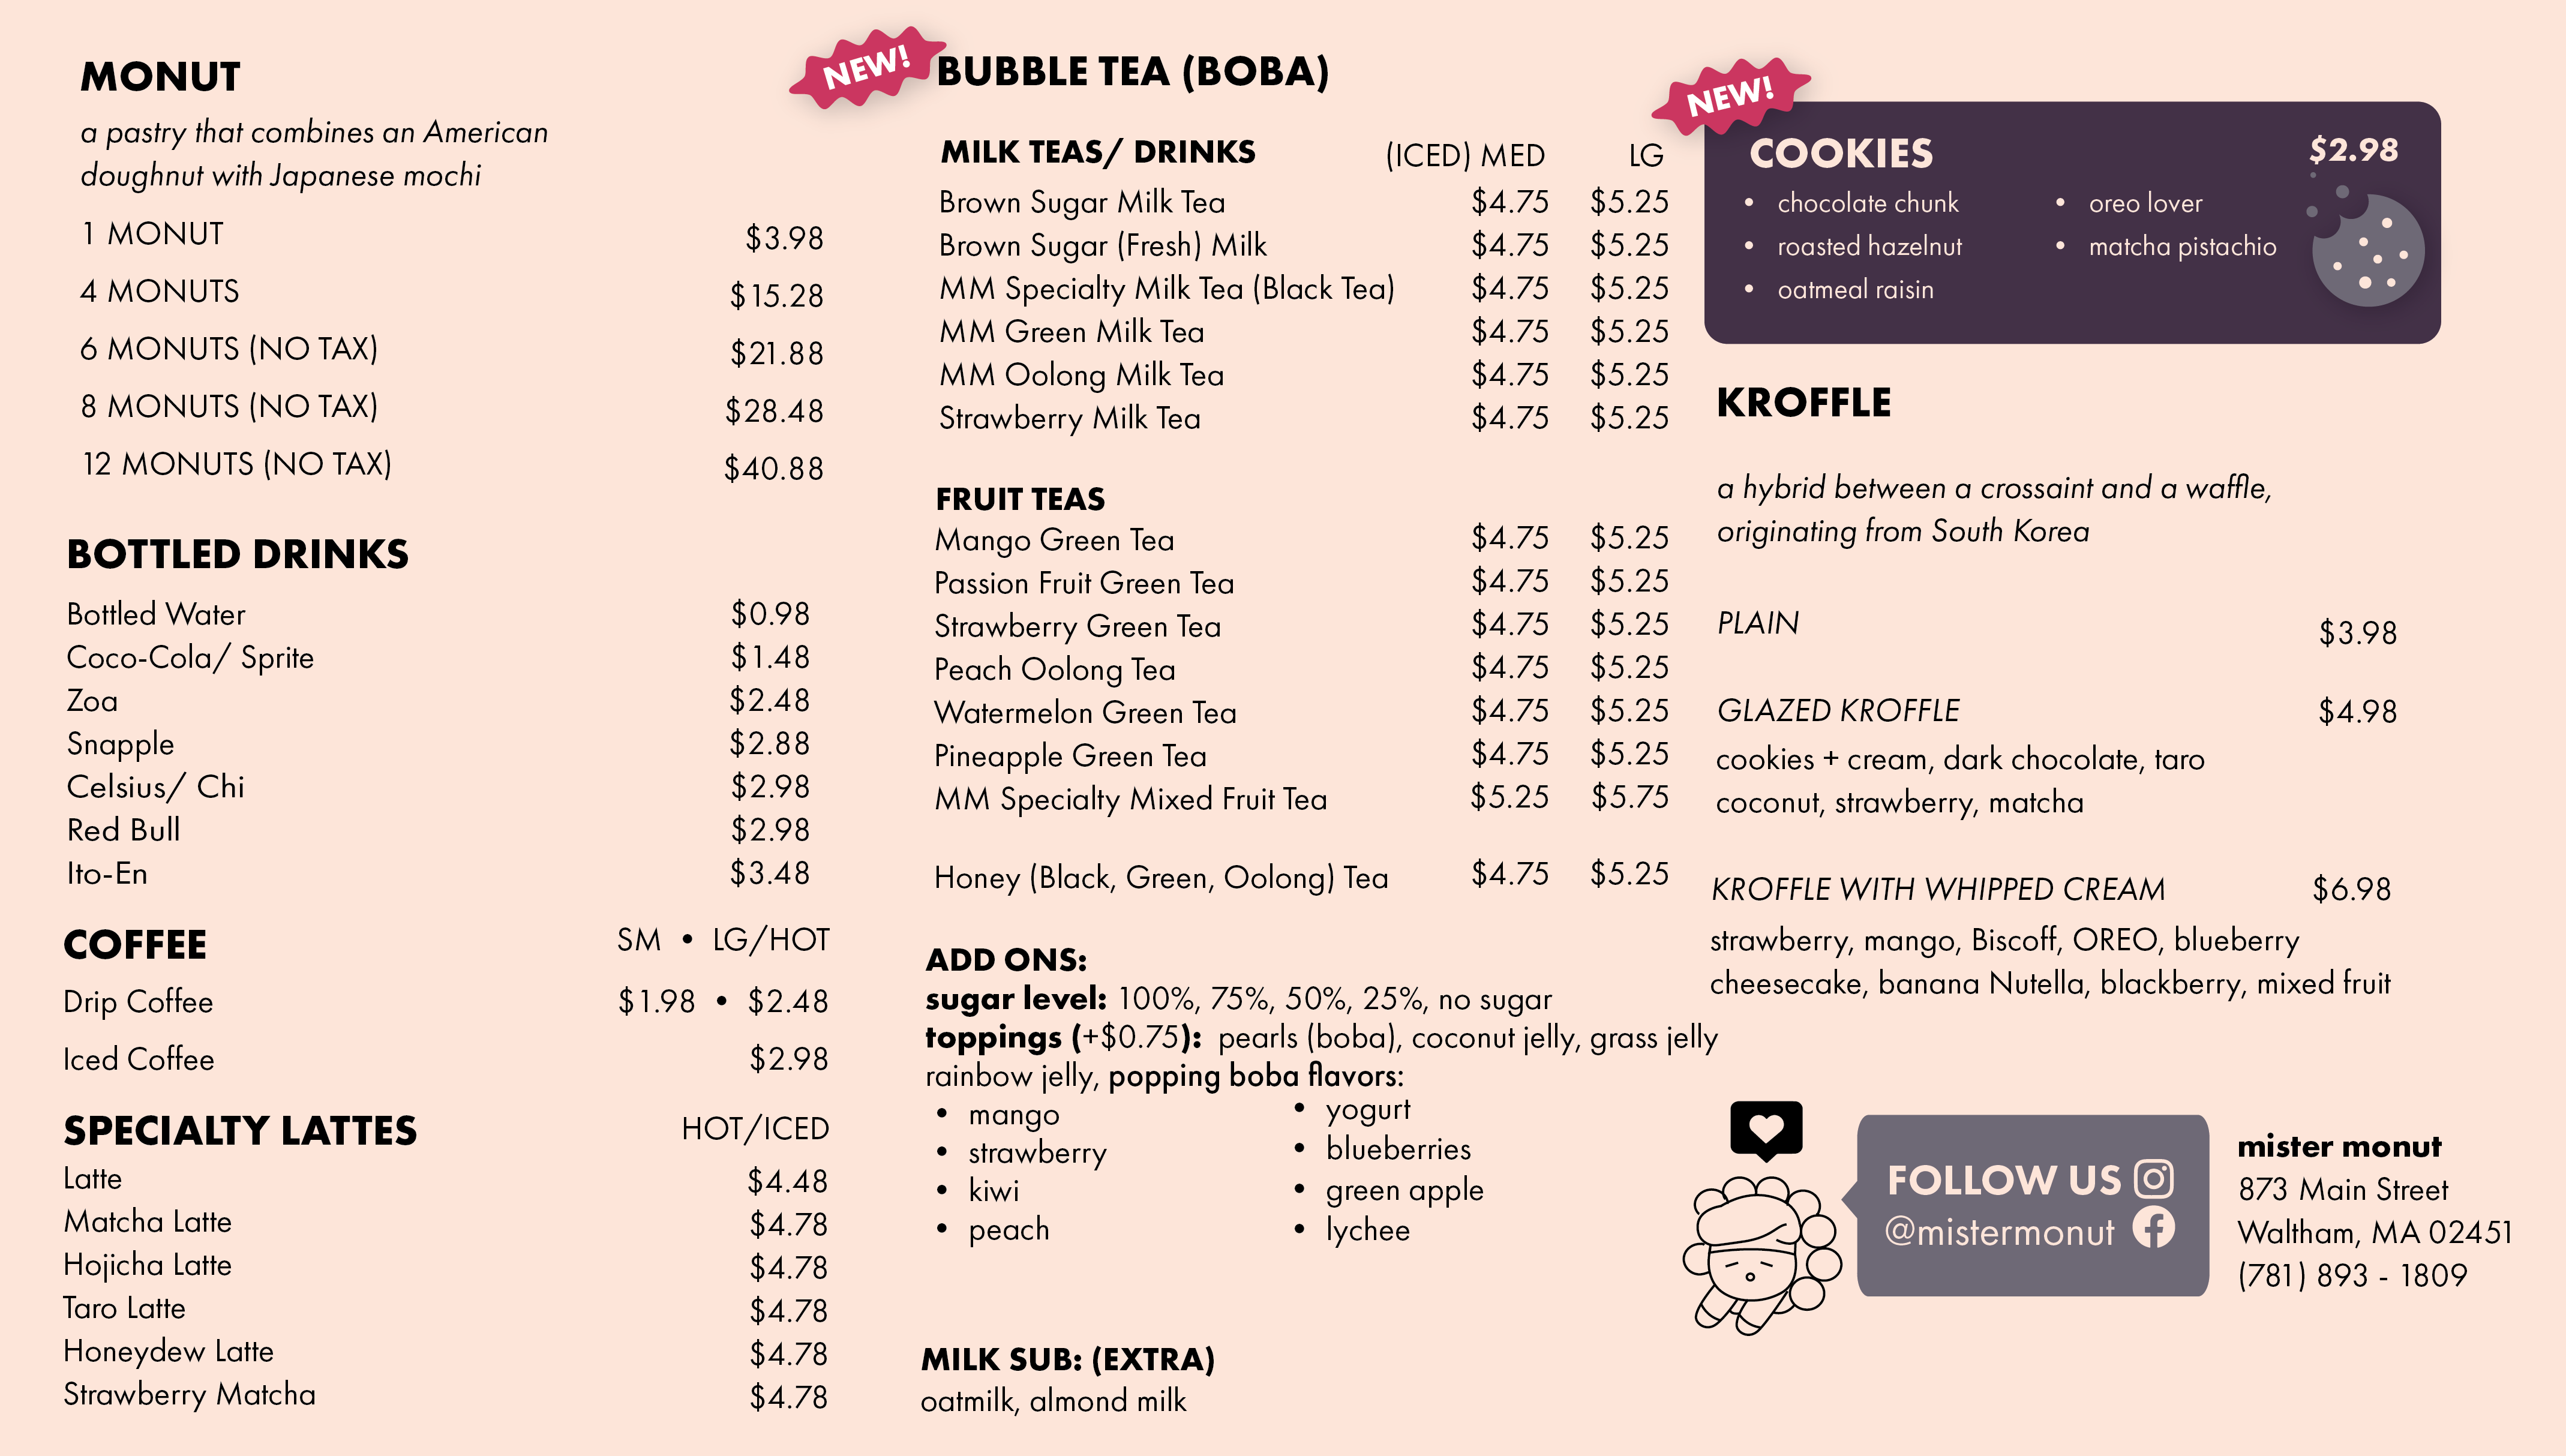 MONUT
a pastry that combines an American
doughnut with Japanese mochi
1 MONUT $3.98
4 MONUTS $15.28
6 MONUTS (NO TAX) $21.88
8 MONUTS (NO TAX) $28.48
12 MONUTS (NO TAX) $40.88
BOTTLED DRINKS
Bottled Water $0.98
Coco-Cola/ Sprite $1.48
Zoa $2.48
Snapple $2.88
Celsius/ Chi $2.98
Red Bull $2.98
Ito-En $3.48
COFFEE SM • LG/HOT
Drip Coffee $1.98 • $2.48
Iced Coffee $2.98
SPECIALTY LATTES HOT/ICED
Latte $4.48
Matcha Latte $4.78
Hojicha Latte $4.78
Taro Latte $4.78
Honeydew Latte $4.78
Strawberry Matcha $4.78
NEW! BUBBLE TEA (BOBA)
MILK TEAS/ DRINKS (ICED) MED LG
Brown Sugar Milk Tea $4.75 $5.25
Brown Sugar (Fresh) Milk $4.75 $5.25
MM Specialty Milk Tea (Black Tea) $4.75 $5.25
MM Green Milk Tea $4.75 $5.25
MM Oolong Milk Tea $4.75 $5.25
Strawberry Milk Tea $4.75 $5.25
FRUIT TEAS
Mango Green Tea $4.75 $5.25
Passion Fruit Green Tea $4.75 $5.25
Strawberry Green Tea $4.75 $5.25
Peach Oolong Tea $4.75 $5.25
Watermelon Green Tea $4.75 $5.25
Pineapple Green Tea $4.75 $5.25
MM Specialty Mixed Fruit Tea $5.25 $5.75
Honey (Black, Green, Oolong) Tea $4.75 $5.25
ADD ONS:
sugar level: 100%, 75%, 50%, 25%, no sugar
toppings (+$0.75): pearls (boba), coconut jelly, grass jelly
rainbow jelly, popping boba flavors:
• mango • yogurt
• strawberry • blueberries
• kiwi • green apple
• peach • lychee
MILK SUB: (EXTRA)
oatmilk, almond milk
NEW!
COOKIES $2.98
• chocolate chunk • oreo lover
• roasted hazelnut • matcha pistachio
• oatmeal raisin
KROFFLE
a hybrid between a crossaint and a waffle,
originating from South Korea
PLAIN $3.98
GLAZED KROFFLE $4.98
cookies + cream, dark chocolate, taro
coconut, strawberry, matcha
KROFFLE WITH WHIPPED CREAM $6.98
strawberry, mango, Biscoff, OREO, blueberry
cheesecake, banana Nutella, blackberry, mixed fruit
FOLLOW US
@mistermonut
mister monut
873 Main Street
Waltham, MA 02451
(781) 893 - 1809